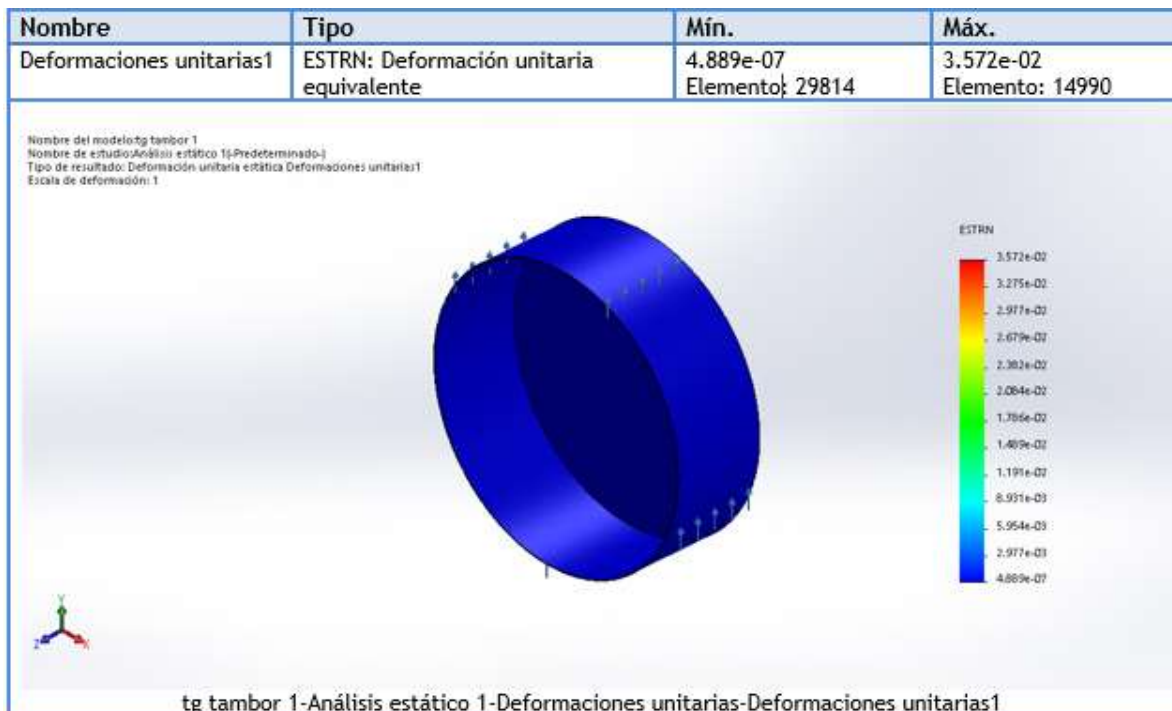 Nombre Tipo Mín. Máx.
Deformaciones unitarias1 ESTRN: Deformación unitaria 4.889e-07 3.572e-02
equivalente Elemento: 29814 Elemento: 14990
Nombre del modelo:tg tambor 1
Nombre de estudio:Análisis estático 1(-Predeterminado-)
Tipo de resultado: Deformación unitaria estática Deformaciones unitarias1
Escala de deformación: 1
ESTRN
3.572e-02
3.275e-02
2.977e-02
2.679e-02
2.382e-02
2.084e-02
1.786e-02
1.489e-02
1.191e-02
8.931e-03
5.954e-03
2.977e-03
4.889e-07
Y
Z X
tg tambor 1-Análisis estático 1-Deformaciones unitarias-Deformaciones unitarias1